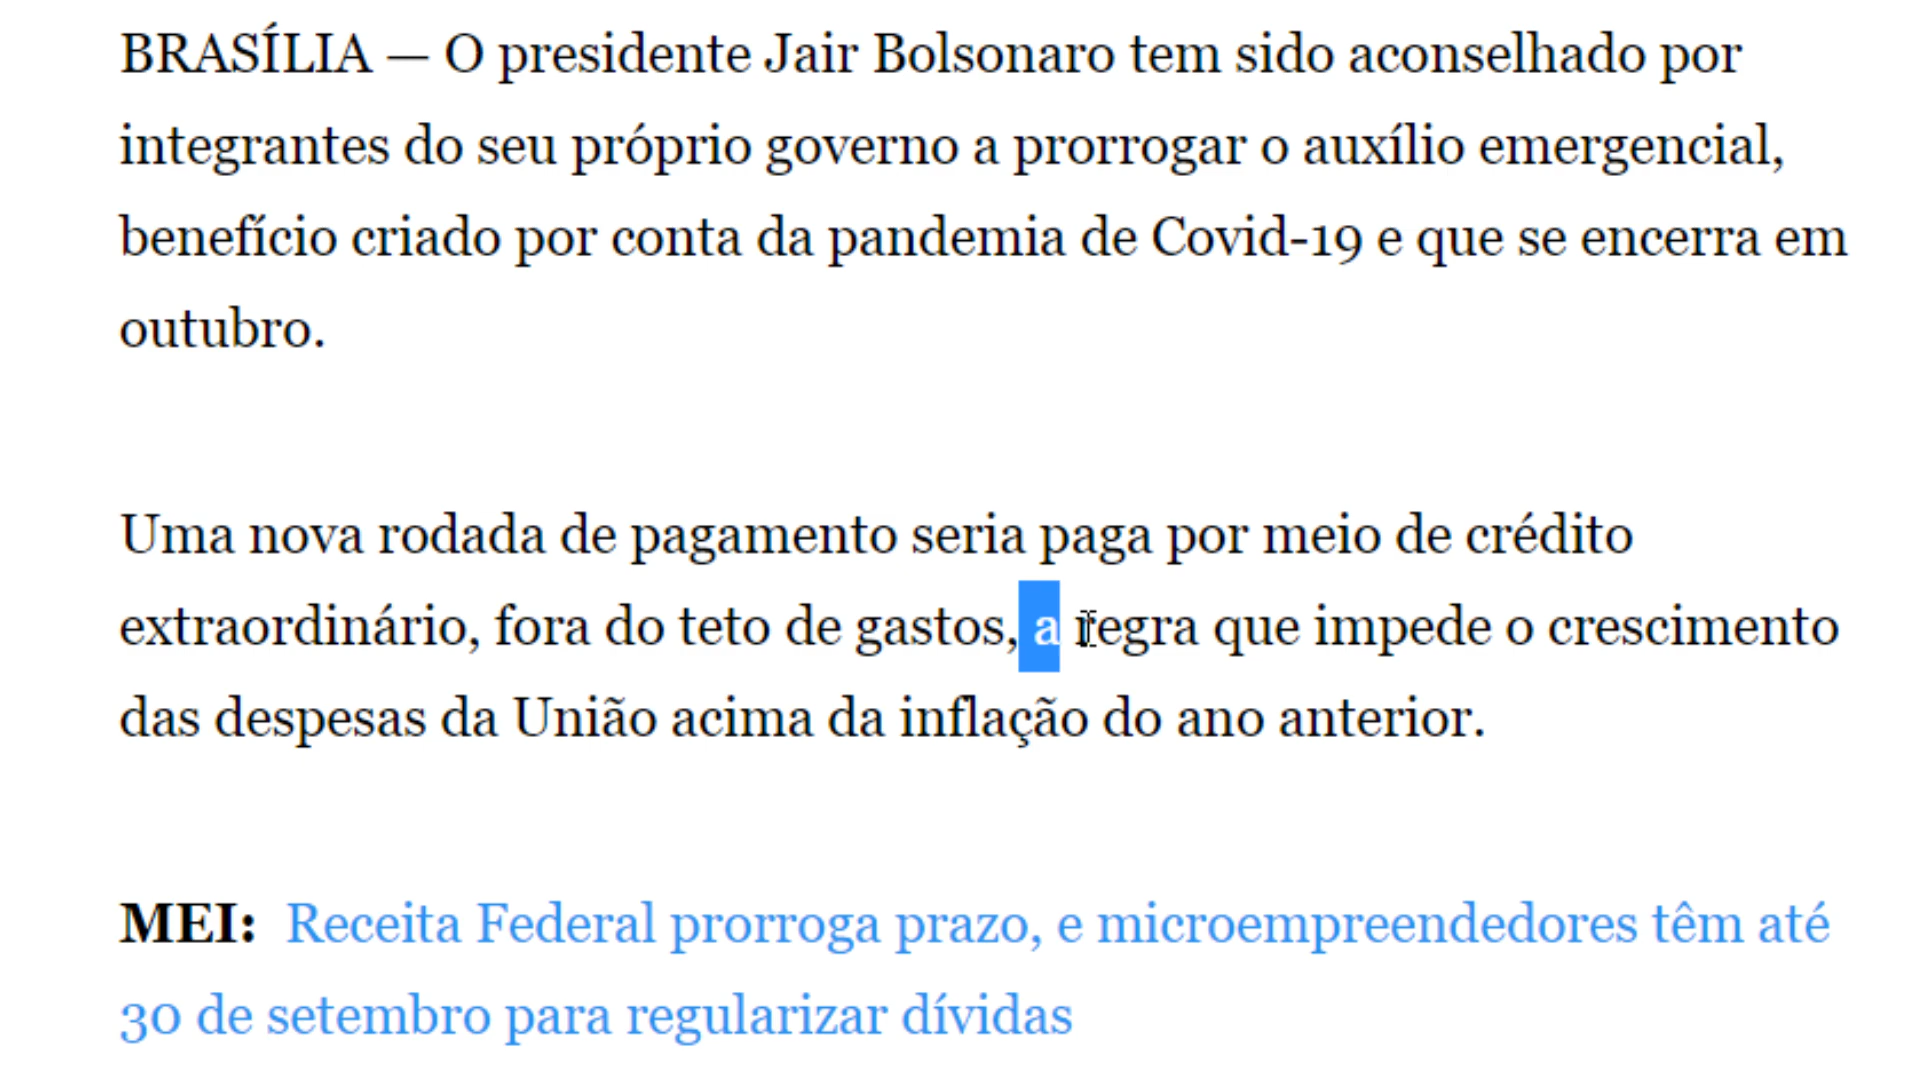 BRASÍLIA — O presidente Jair Bolsonaro tem sido aconselhado por
integrantes do seu próprio governo a prorrogar o auxílio emergencial,
benefício criado por conta da pandemia de Covid-19 e que se encerra em
outubro.
Uma nova rodada de pagamento seria paga por meio de crédito
extraordinário, fora do teto de gastos, a regra que impede o crescimento
das despesas da União acima da inflação do ano anterior.
MEI: Receita Federal prorroga prazo, e microempreendedores têm até
30 de setembro para regularizar dívidas